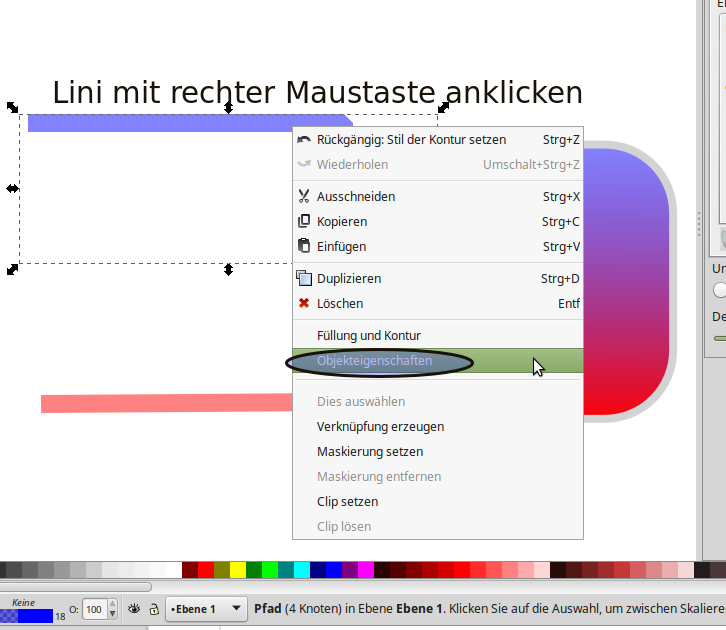 El
Lini mit rechter Maustaste anklicken
Rückgängig: Stil der Kontur setzen Strg+Z
Wiederholen Umschalt+Strg+Z
Ausschneiden Strg+X
Kopieren Strg+C
Einfügen Strg+V
Duplizieren Strg+D
Löschen Entf
Füllung und Kontur
Objekteigenschaften
Dies auswählen
Verknüpfung erzeugen
Maskierung setzen
Maskierung entfernen
Clip setzen
Clip lösen
Un
De
Keine
18
O: 100
•Ebene 1
Pfad (4 Knoten) in Ebene Ebene 1. Klicken Sie auf die Auswahl, um zwischen Skaliere